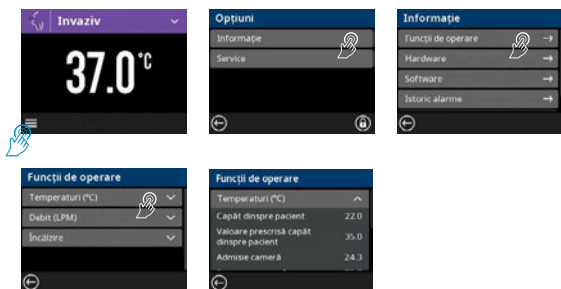 Invaziv
37.0°C
Opțiuni
Informație
Service
Informație
Funcții de operare
Hardware
Software
Istoric alarme
Funcții de operare
Temperaturi (°C)
Debit (LPM)
Încălzire
Funcții de operare
Temperaturi (°C)
Capăt dinspre pacient 22.0
Valoare prescrisă capăt
dinspre pacient 35.0
Admisie cameră 24.3